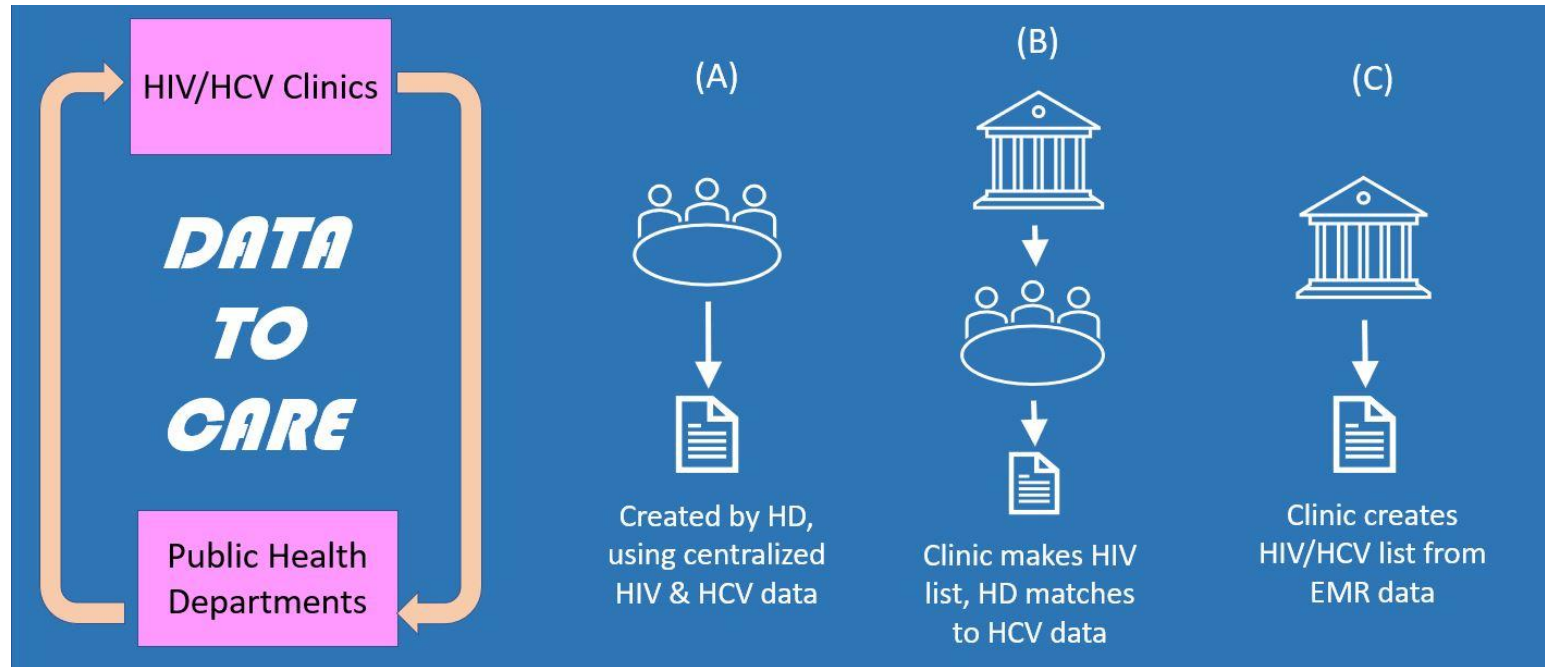 HIV/HCV Clinics
DATA
TO
CARE
Public Health
Departments
(A)
Created by HD,
using centralized
HIV & HCV data
(B)
Clinic makes HIV
list, HD matches
to HCV data
(C)
Clinic creates
HIV/HCV list from
EMR data